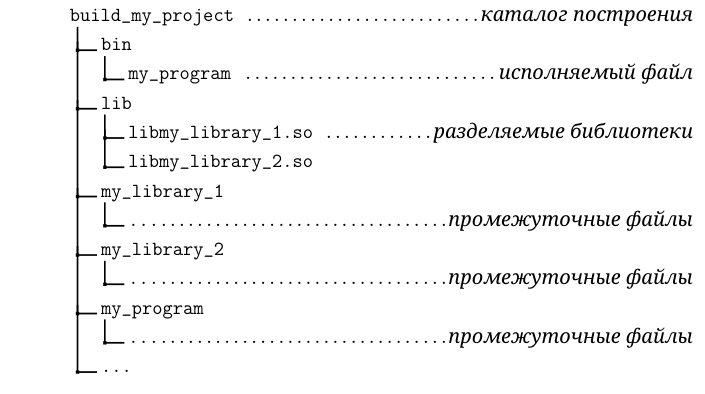 build_my_project ..........................каталог построения
bin
my_program ............................исполняемый файл
lib
libmy_library_1.so ............разделяемые библиотеки
libmy_library_2.so
my_library_1
...................................промежуточные файлы
my_library_2
...................................промежуточные файлы
my_program
...................................промежуточные файлы
...